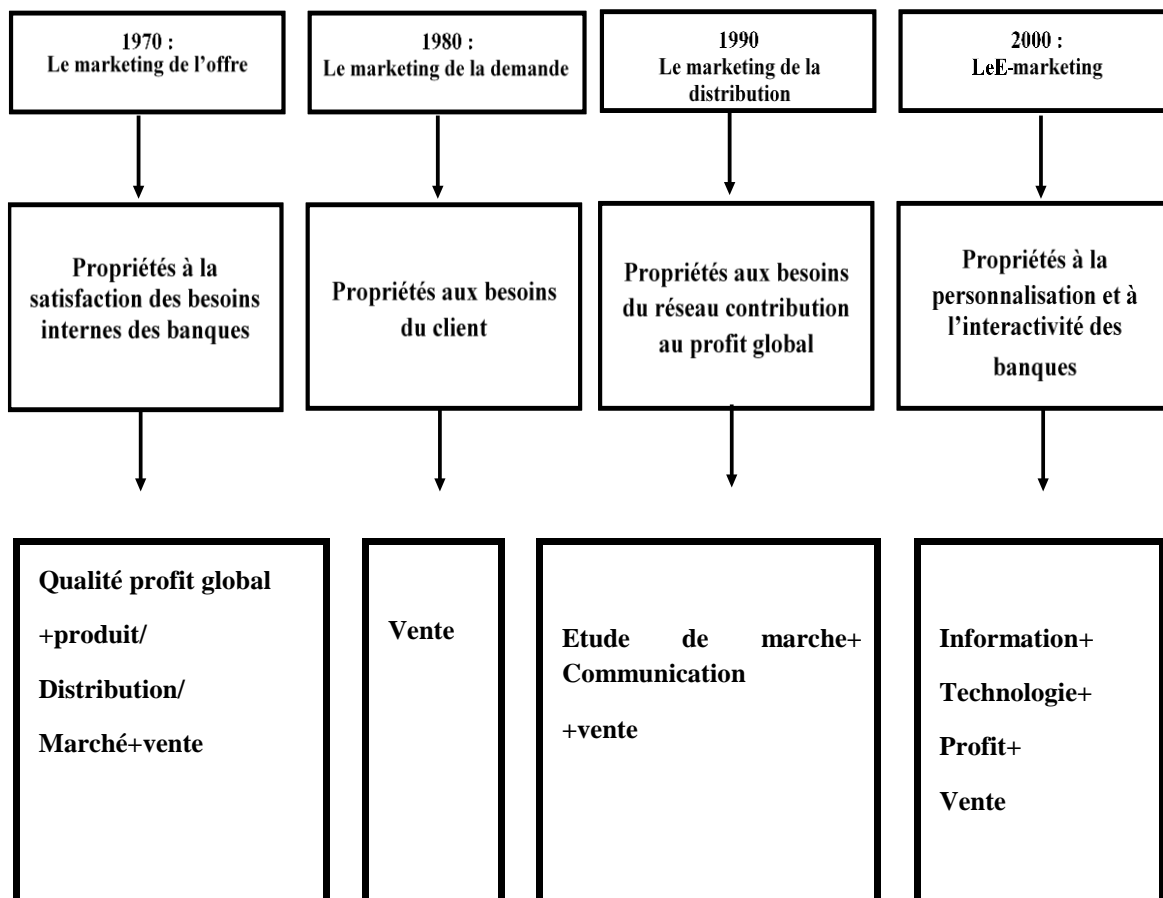 1970 :
Le marketing de l’offre
1980 :
Le marketing de la demande
1990
Le marketing de la
distribution
2000 :
LeE-marketing
Propriétés à la
satisfaction des besoins
internes des banques
Propriétés aux besoins
du client
Propriétés aux besoins
du réseau contribution
au profit global
Propriétés à la
personnalisation et à
l’interactivité des
banques
Qualité profit global
+produit/
Distribution/
Marché+vente
Vente
Etude de marche+
Communication
+vente
Information+
Technologie+
Profit+
Vente